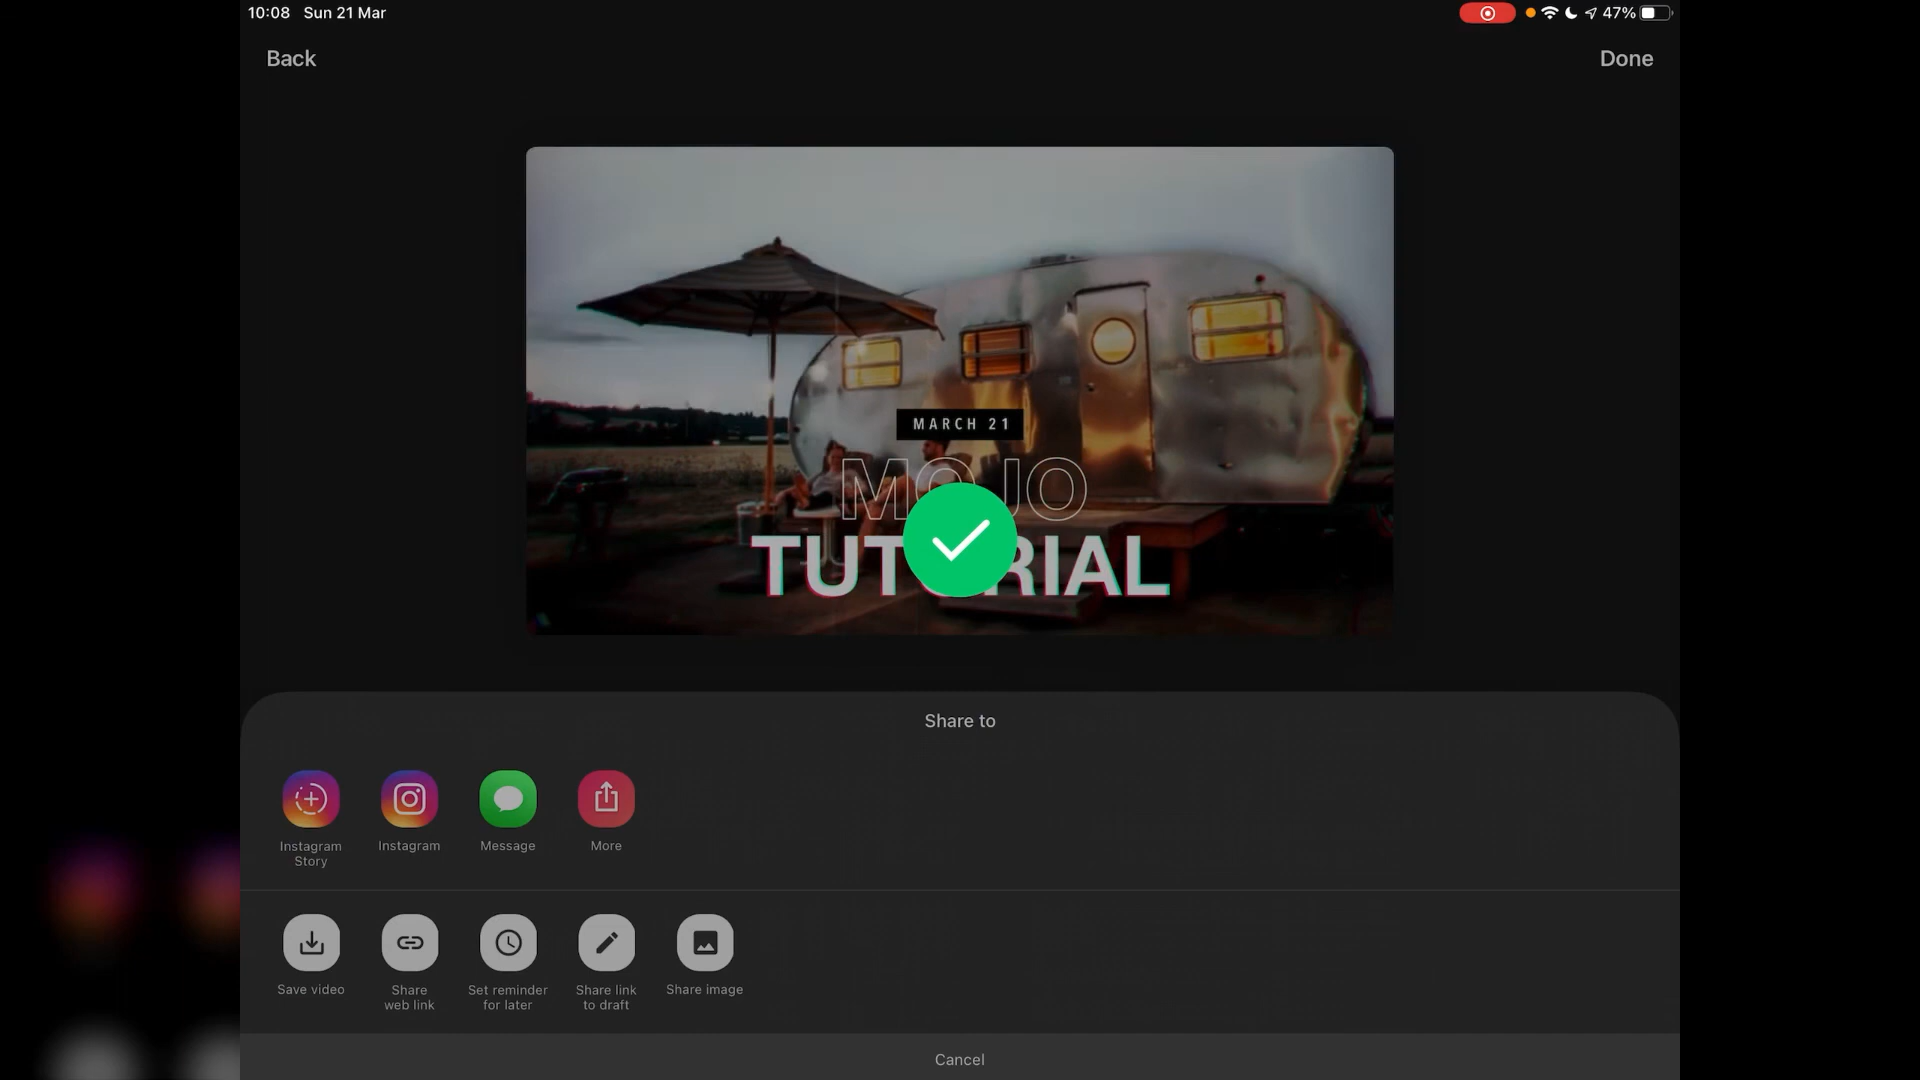 10:08 Sun 21 Mar
47%
Back
Done
MARCH 21
MOJO
TUTORIAL
Share to
Instagram
Story
Instagram
Message
More
Save video
Share
web link
Set reminder
for later
Share link
to draft
Share image
Cancel